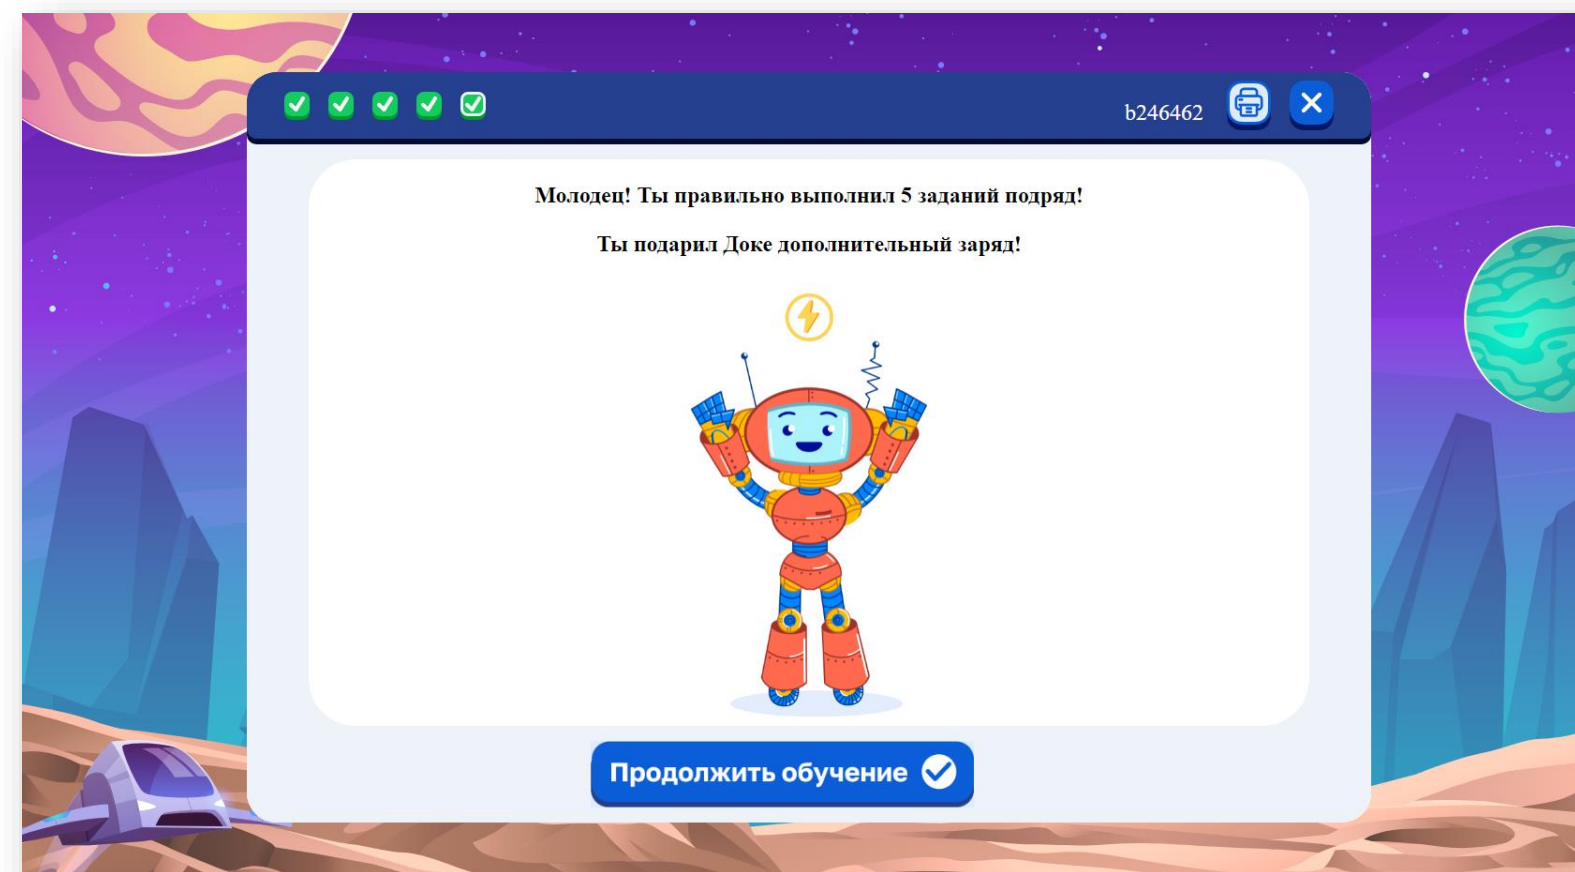 b246462
Молодец! Ты правильно выполнил 5 заданий подряд!
Ты подарил Доке дополнительный заряд!
Продолжить обучение